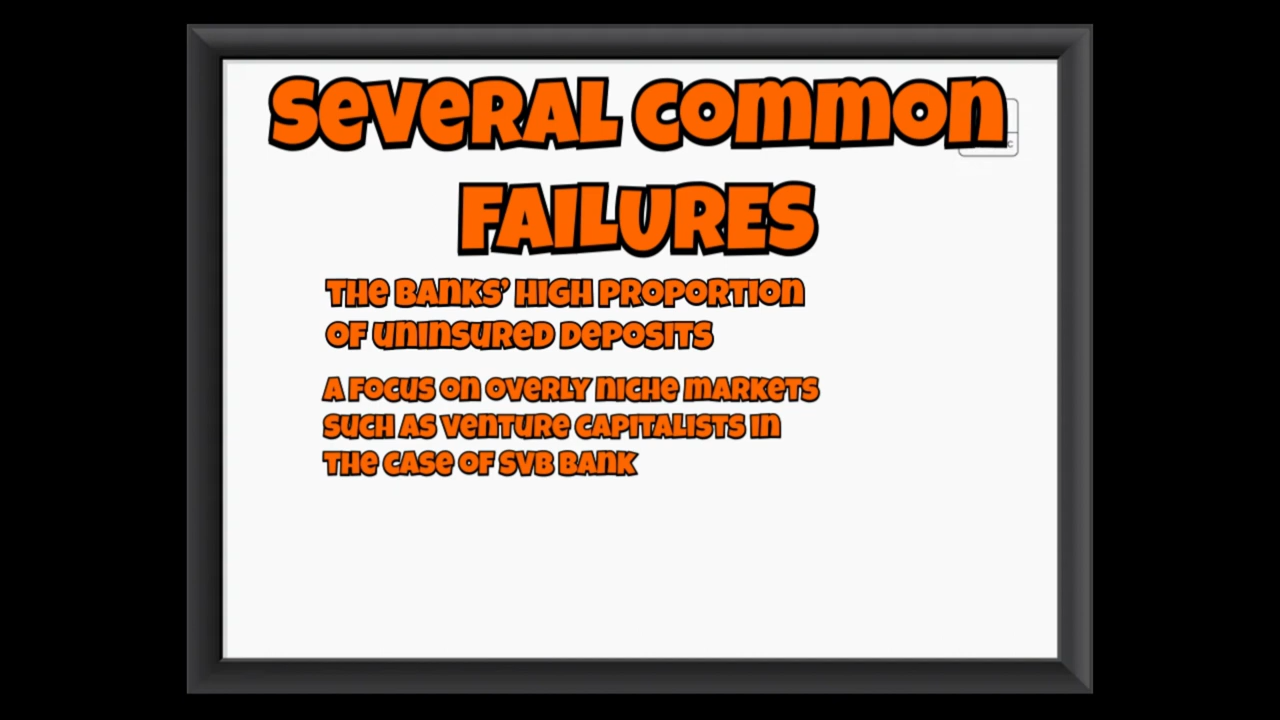 Several Common
Failures
The banks' high proportion
of uninsured deposits
A focus on overly niche markets
such as venture capitalists in
the case of SVB Bank